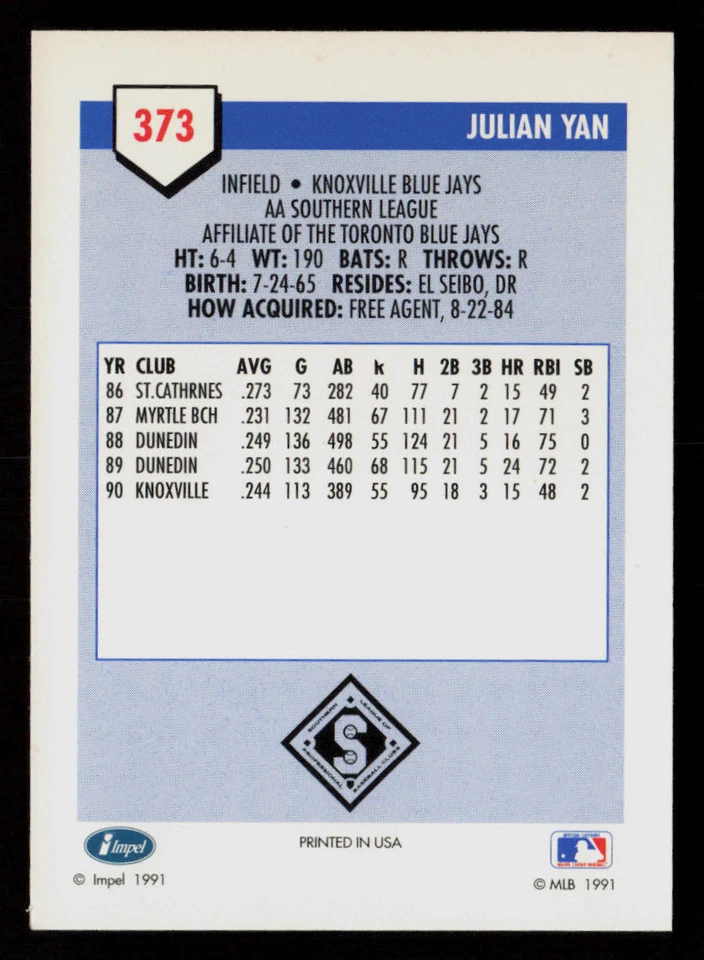 373
JULIAN YAN
INFIELD • KNOXVILLE BLUE JAYS
AA SOUTHERN LEAGUE
AFFILIATE OF THE TORONTO BLUE JAYS
HT: 6-4 WT: 190 BATS: R THROWS: R
BIRTH: 7-24-65 RESIDES: EL SEIBO, DR
HOW ACQUIRED: FREE AGENT, 8-22-84
YR CLUB AVG G AB k H 2B 3B HR RBI SB
86 ST.CATHRNES .273 73 282 40 77 7 2 15 49 2
87 MYRTLE BCH .231 132 481 67 111 21 2 17 71 3
88 DUNEDIN .249 136 498 55 124 21 5 16 75 0
89 DUNEDIN .250 133 460 68 115 21 5 24 72 2
90 KNOXVILLE .244 113 389 55 95 18 3 15 48 2
SOUTHERN LEAGUE OF
S
PROFESSIONAL BASEBALL CLUBS
Impel
PRINTED IN USA
© Impel 1991
© MLB 1991